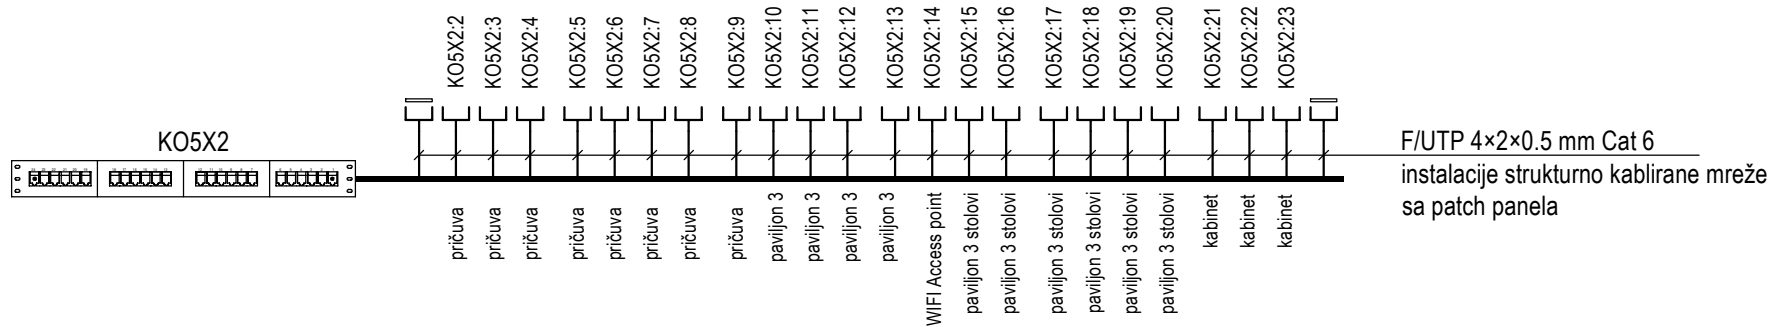 KO5X2:2
KO5X2:3
KO5X2:4
KO5X2:5
KO5X2:6
KO5X2:7
KO5X2:8
KO5X2:9
KO5X2:10
KO5X2:11
KO5X2:12
KO5X2:13
KO5X2:14
KO5X2:15
KO5X2:16
KO5X2:17
KO5X2:18
KO5X2:19
KO5X2:20
KO5X2:21
KO5X2:22
KO5X2:23
KO5X2
F/UTP 4×2×0.5 mm Cat 6
instalacije strukturno kablirane mreže
sa patch panela
pričuva
pričuva
pričuva
pričuva
pričuva
pričuva
pričuva
pričuva
paviljon 3
paviljon 3
paviljon 3
paviljon 3
WIFI Access point
paviljon 3 stolovi
paviljon 3 stolovi
paviljon 3 stolovi
paviljon 3 stolovi
paviljon 3 stolovi
paviljon 3 stolovi
kabinet
kabinet
kabinet